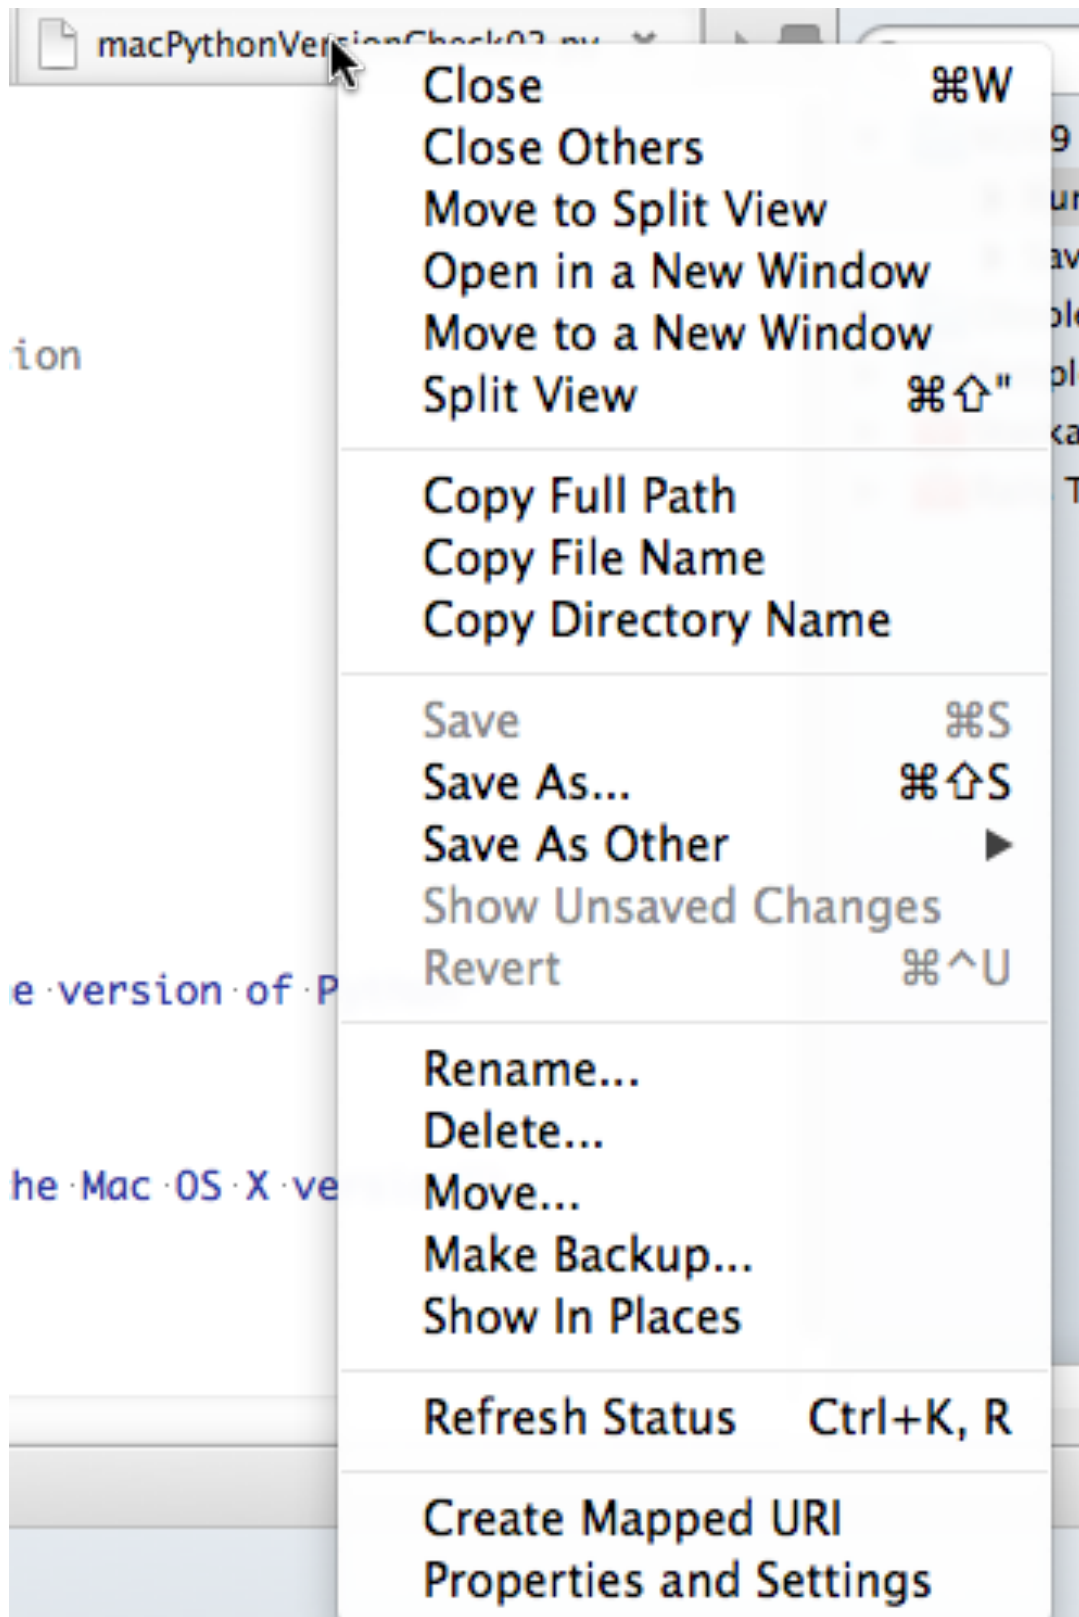 macPythonVersionCheck02.py
Close ⌘W
Close Others
Move to Split View
Open in a New Window
Move to a New Window
Split View ⌘⇧"
Copy Full Path
Copy File Name
Copy Directory Name
Save ⌘S
Save As... ⌘⇧S
Save As Other ▶
Show Unsaved Changes
Revert ⌘^U
Rename...
Delete...
Move...
Make Backup...
Show In Places
Refresh Status Ctrl+K, R
Create Mapped URI
Properties and Settings
ion
e·version·of·P
he·Mac·OS·X·ve
9